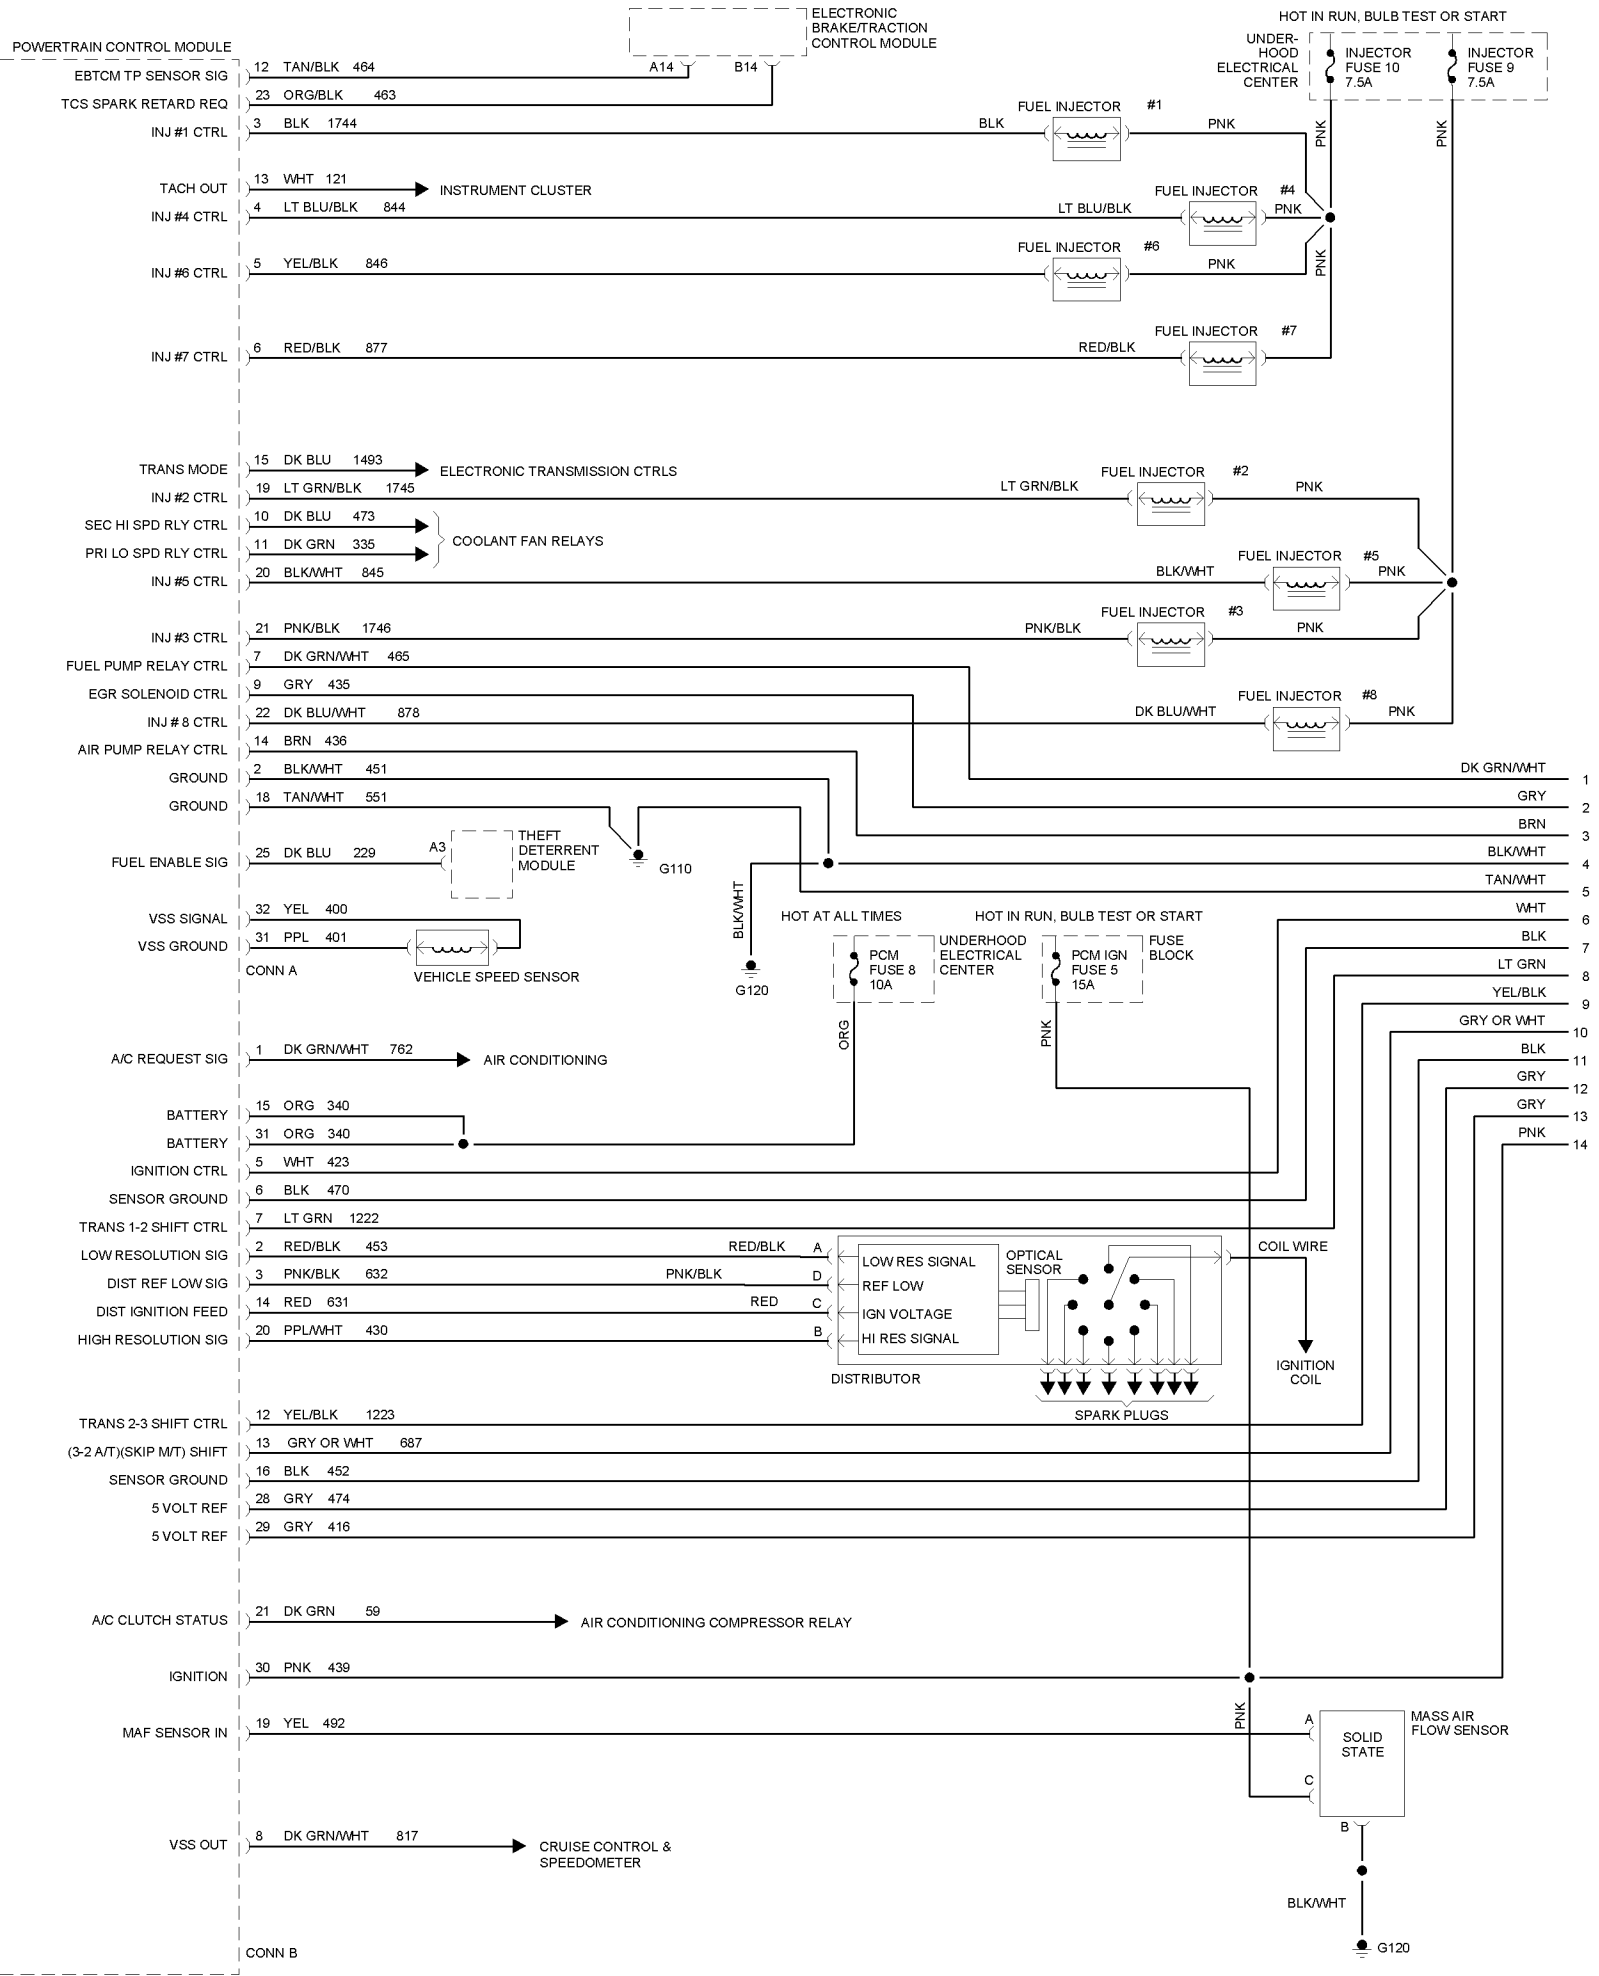 POWERTRAIN CONTROL MODULE
ELECTRONIC
BRAKE/TRACTION
CONTROL MODULE
A14
B14
HOT IN RUN, BULB TEST OR START
UNDER-
HOOD
ELECTRICAL
CENTER
INJECTOR
FUSE 10
7.5A
INJECTOR
FUSE 9
7.5A
PNK
PNK
EBTCM TP SENSOR SIG 12 TAN/BLK 464
TCS SPARK RETARD REQ 23 ORG/BLK 463
FUEL INJECTOR #1
INJ #1 CTRL 3 BLK 1744 BLK PNK
TACH OUT 13 WHT 121 INSTRUMENT CLUSTER
FUEL INJECTOR #4
INJ #4 CTRL 4 LT BLU/BLK 844 LT BLU/BLK PNK
FUEL INJECTOR #6
INJ #6 CTRL 5 YEL/BLK 846 PNK
PNK
FUEL INJECTOR #7
INJ #7 CTRL 6 RED/BLK 877 RED/BLK
TRANS MODE 15 DK BLU 1493 ELECTRONIC TRANSMISSION CTRLS
FUEL INJECTOR #2
INJ #2 CTRL 19 LT GRN/BLK 1745 LT GRN/BLK PNK
SEC HI SPD RLY CTRL 10 DK BLU 473
COOLANT FAN RELAYS
PRI LO SPD RLY CTRL 11 DK GRN 335
FUEL INJECTOR #5
INJ #5 CTRL 20 BLK/WHT 845 BLK/WHT PNK
FUEL INJECTOR #3
INJ #3 CTRL 21 PNK/BLK 1746 PNK/BLK PNK
FUEL PUMP RELAY CTRL 7 DK GRN/WHT 465
EGR SOLENOID CTRL 9 GRY 435
FUEL INJECTOR #8
INJ # 8 CTRL 22 DK BLU/WHT 878 DK BLU/WHT PNK
AIR PUMP RELAY CTRL 14 BRN 436
GROUND 2 BLK/WHT 451
GROUND 18 TAN/WHT 551
DK GRN/WHT 1
GRY 2
BRN 3
BLK/WHT 4
TAN/WHT 5
WHT 6
BLK 7
LT GRN 8
YEL/BLK 9
GRY OR WHT 10
BLK 11
GRY 12
GRY 13
PNK 14
FUEL ENABLE SIG 25 DK BLU 229 A3
THEFT
DETERRENT
MODULE
G110
BLK/WHT
G120
VSS SIGNAL 32 YEL 400
VSS GROUND 31 PPL 401
CONN A
VEHICLE SPEED SENSOR
HOT AT ALL TIMES
PCM
FUSE 8
10A
UNDERHOOD
ELECTRICAL
CENTER
ORG
HOT IN RUN, BULB TEST OR START
PCM IGN
FUSE 5
15A
FUSE
BLOCK
PNK
A/C REQUEST SIG 1 DK GRN/WHT 762 AIR CONDITIONING
BATTERY 15 ORG 340
BATTERY 31 ORG 340
IGNITION CTRL 5 WHT 423
SENSOR GROUND 6 BLK 470
TRANS 1-2 SHIFT CTRL 7 LT GRN 1222
LOW RESOLUTION SIG 2 RED/BLK 453 RED/BLK A
DIST REF LOW SIG 3 PNK/BLK 632 PNK/BLK D
DIST IGNITION FEED 14 RED 631 RED C
HIGH RESOLUTION SIG 20 PPL/WHT 430 B
LOW RES SIGNAL
REF LOW
IGN VOLTAGE
HI RES SIGNAL
OPTICAL
SENSOR
COIL WIRE
IGNITION
COIL
DISTRIBUTOR
SPARK PLUGS
TRANS 2-3 SHIFT CTRL 12 YEL/BLK 1223
(3-2 A/T)(SKIP M/T) SHIFT 13 GRY OR WHT 687
SENSOR GROUND 16 BLK 452
5 VOLT REF 28 GRY 474
5 VOLT REF 29 GRY 416
A/C CLUTCH STATUS 21 DK GRN 59 AIR CONDITIONING COMPRESSOR RELAY
IGNITION 30 PNK 439
PNK
MAF SENSOR IN 19 YEL 492 A
C
B
SOLID
STATE
MASS AIR
FLOW SENSOR
VSS OUT 8 DK GRN/WHT 817
CRUISE CONTROL &
SPEEDOMETER
BLK/WHT
G120
CONN B